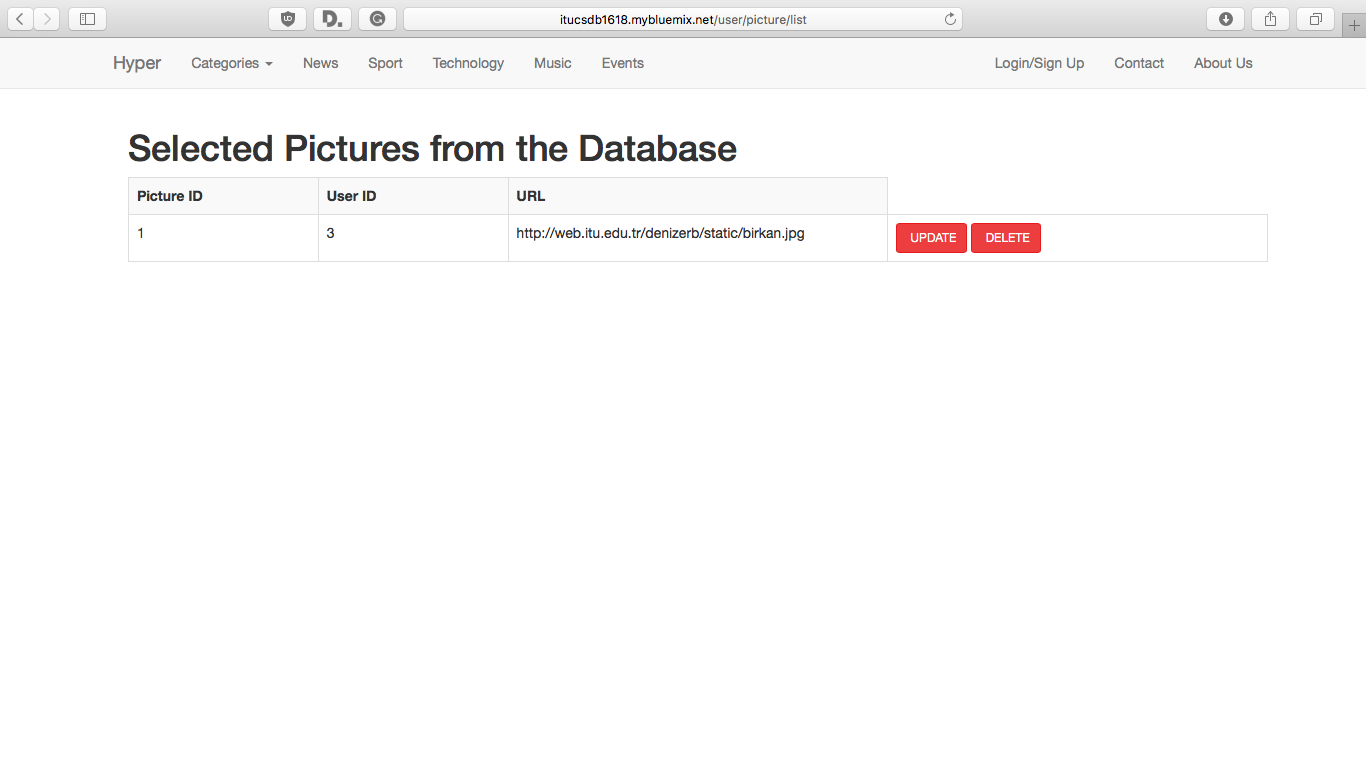 itucsdb1618.mybluemix.net/user/picture/list
Hyper Categories News Sport Technology Music Events Login/Sign Up Contact About Us
Selected Pictures from the Database
Picture ID User ID URL
1 3 http://web.itu.edu.tr/denizerb/static/birkan.jpg UPDATE DELETE